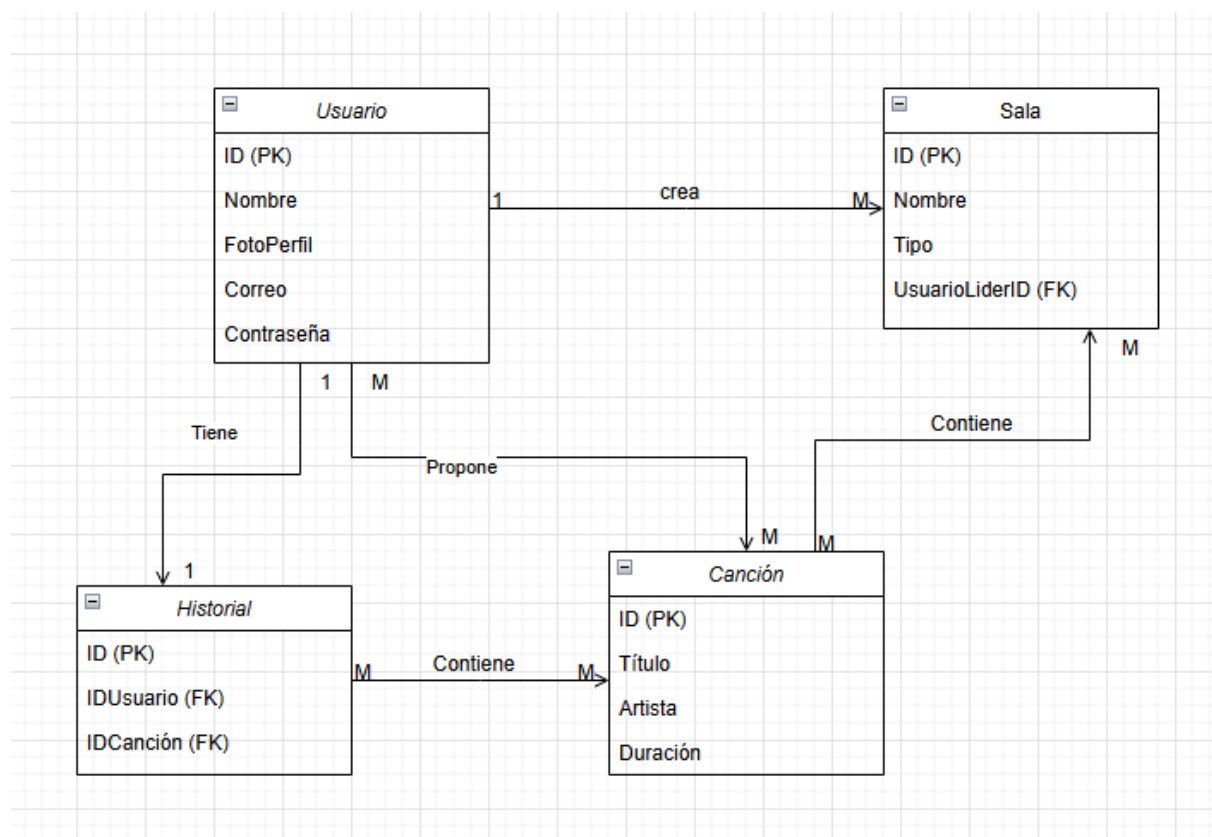 Usuario
ID (PK)
Nombre
FotoPerfil
Correo
Contraseña
Sala
ID (PK)
Nombre
Tipo
UsuarioLiderID (FK)
1
crea
M
1
M
M
Tiene
Propone
Contiene
1
M
M
Historial
ID (PK)
IDUsuario (FK)
IDCanción (FK)
M
Contiene
M
Canción
ID (PK)
Título
Artista
Duración